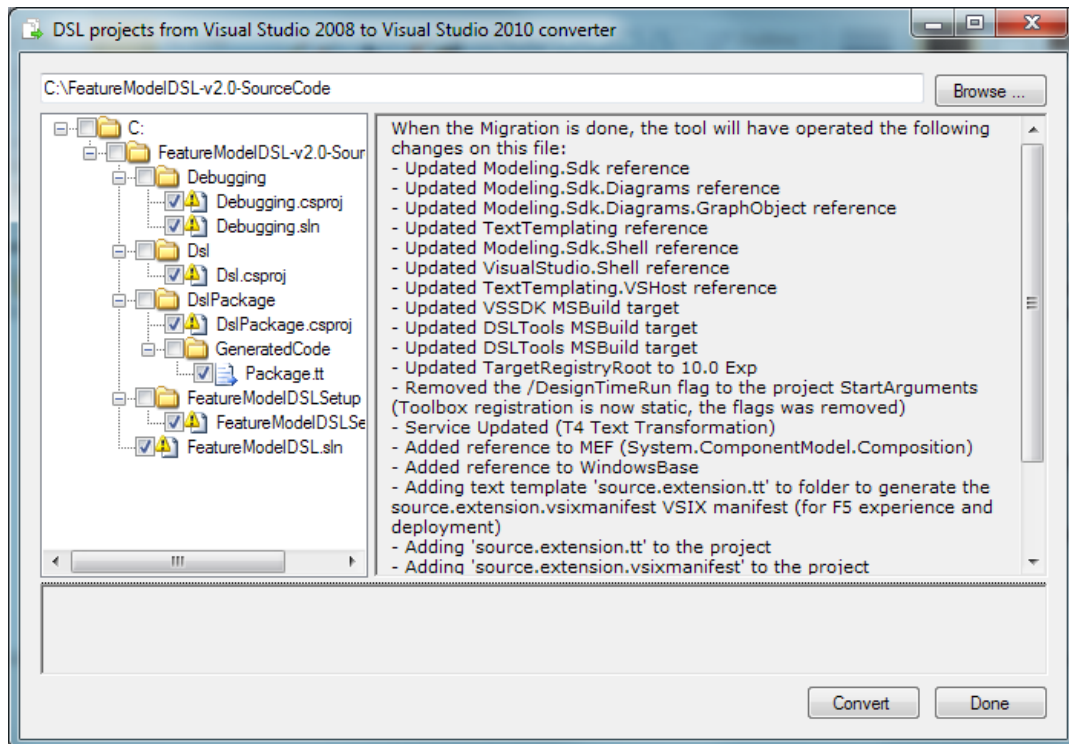 DSL projects from Visual Studio 2008 to Visual Studio 2010 converter
C:\FeatureModelDSL-v2.0-SourceCode
Browse ...
C:
FeatureModelDSL-v2.0-Sour
Debugging
Debugging.csproj
Debugging.sln
Dsl
Dsl.csproj
DslPackage
DslPackage.csproj
GeneratedCode
Package.tt
FeatureModelDSLSetup
FeatureModelDSLSe
FeatureModelDSL.sln
When the Migration is done, the tool will have operated the following
changes on this file:
- Updated Modeling.Sdk reference
- Updated Modeling.Sdk.Diagrams reference
- Updated Modeling.Sdk.Diagrams.GraphObject reference
- Updated TextTemplating reference
- Updated Modeling.Sdk.Shell reference
- Updated VisualStudio.Shell reference
- Updated TextTemplating.VSHost reference
- Updated VSSDK MSBuild target
- Updated DSLTools MSBuild target
- Updated DSLTools MSBuild target
- Updated TargetRegistryRoot to 10.0 Exp
- Removed the /DesignTimeRun flag to the project StartArguments
(Toolbox registration is now static, the flags was removed)
- Service Updated (T4 Text Transformation)
- Added reference to MEF (System.ComponentModel.Composition)
- Added reference to WindowsBase
- Adding text template 'source.extension.tt' to folder to generate the
source.extension.vsixmanifest VSIX manifest (for F5 experience and
deployment)
- Adding 'source.extension.tt' to the project
- Adding 'source.extension.vsixmanifest' to the project
Convert
Done